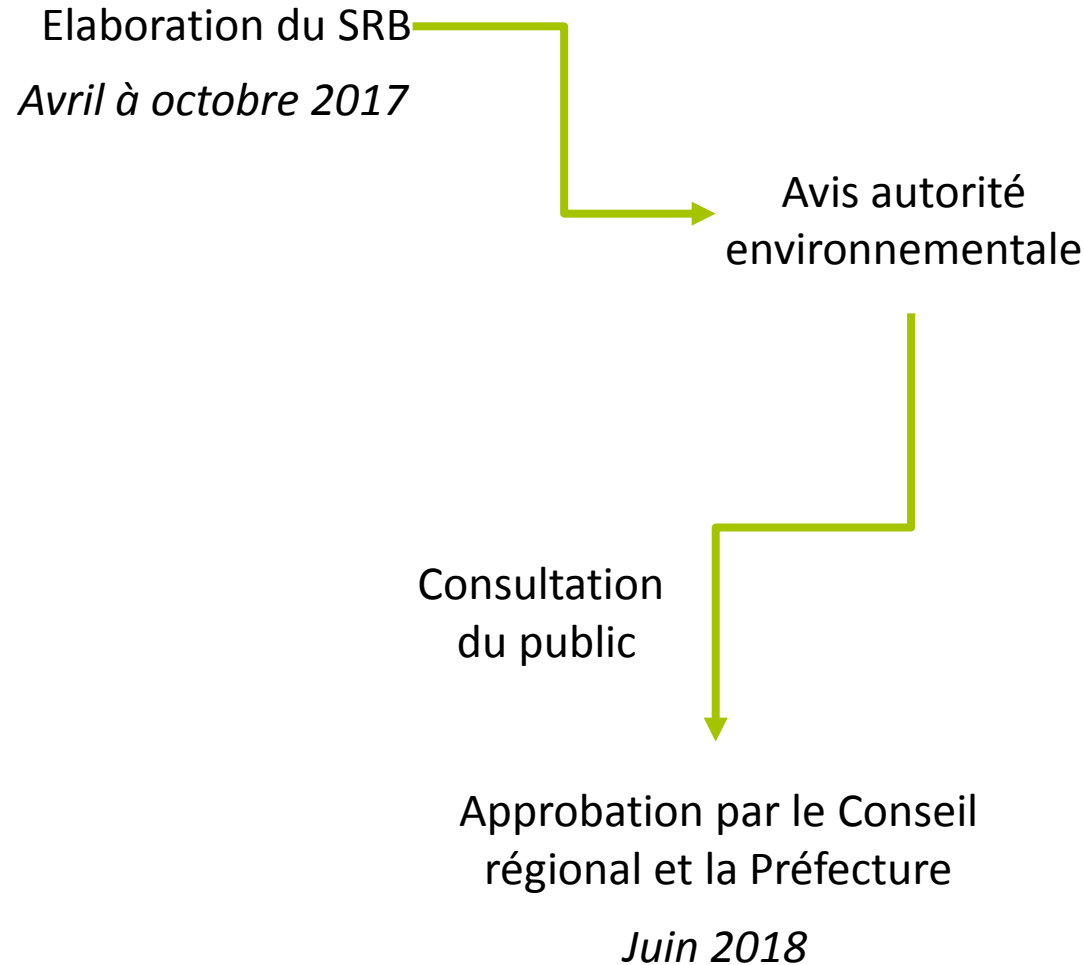 Elaboration du SRB
Avril à octobre 2017
Avis autorité
environnementale
Consultation
du public
Approbation par le Conseil
régional et la Préfecture
Juin 2018